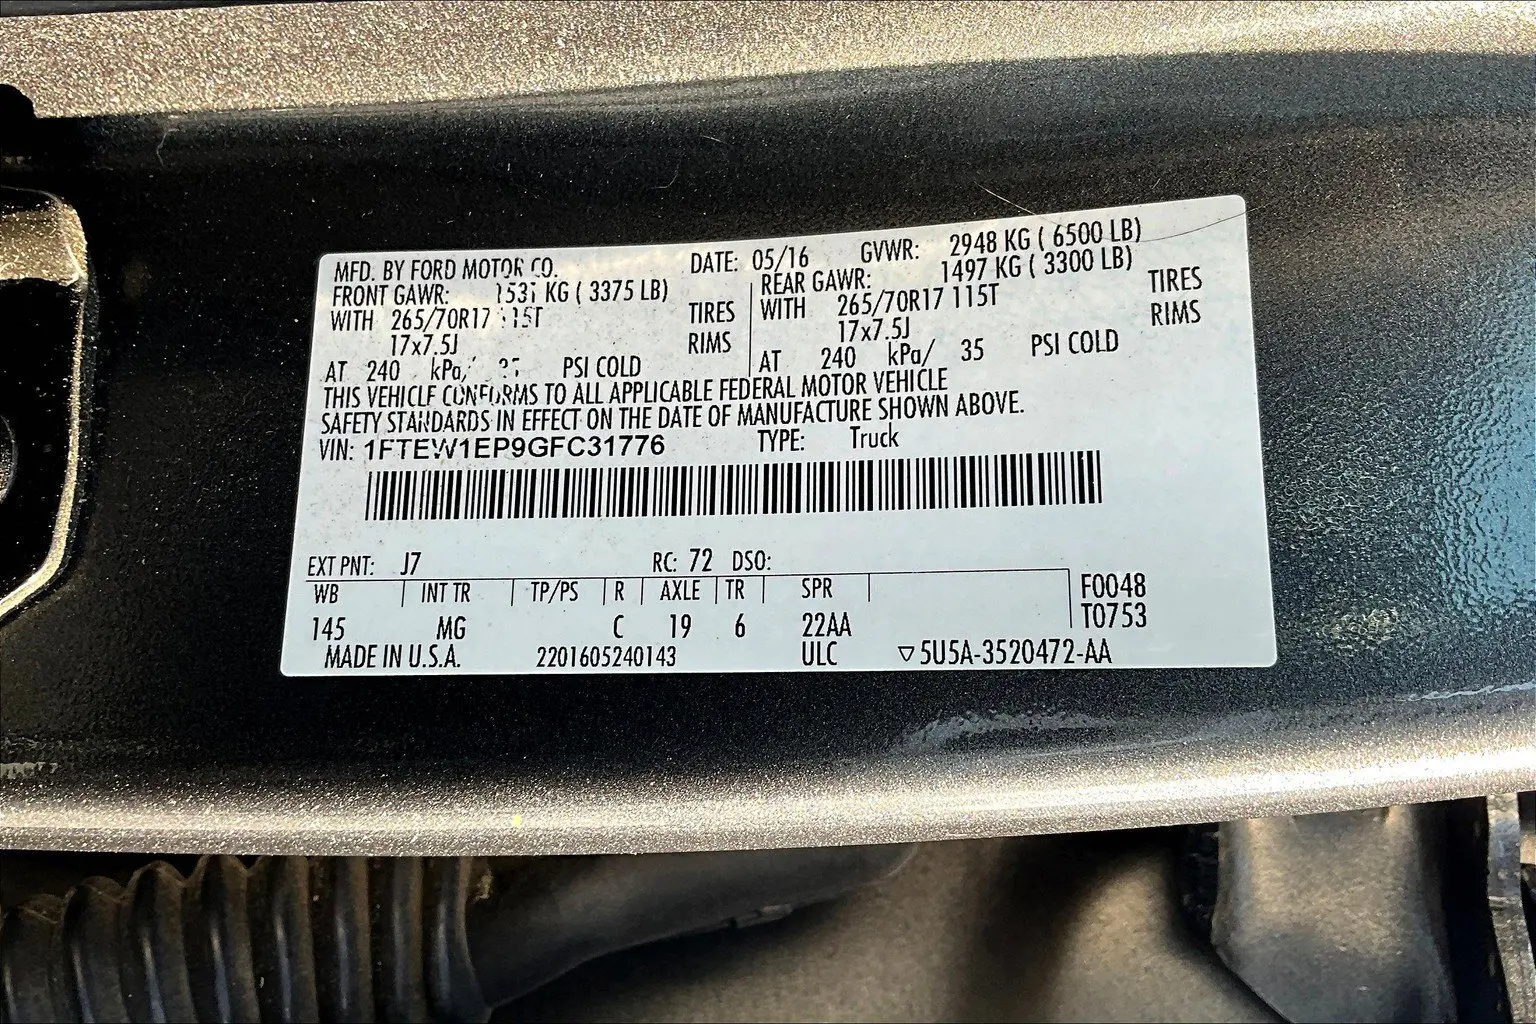 MFD. BY FORD MOTOR CO. DATE: 05/16 GVWR: 2948 KG ( 6500 LB)
FRONT GAWR: 1531 KG ( 3375 LB) REAR GAWR: 1497 KG ( 3300 LB)
WITH 265/70R17 115T TIRES WITH 265/70R17 115T TIRES
17x7.5J RIMS 17x7.5J RIMS
AT 240 kPa/ 35 PSI COLD AT 240 kPa/ 35 PSI COLD
THIS VEHICLE CONFORMS TO ALL APPLICABLE FEDERAL MOTOR VEHICLE
SAFETY STANDARDS IN EFFECT ON THE DATE OF MANUFACTURE SHOWN ABOVE.
VIN: 1FTEW1EP9GFC31776 TYPE: Truck
EXT PNT: J7 RC: 72 DSO:
WB INT TR TP/PS R AXLE TR SPR F0048
T0753
145 MG C 19 6 22AA
MADE IN U.S.A. 2201605240143 ULC ▽5U5A-3520472-AA